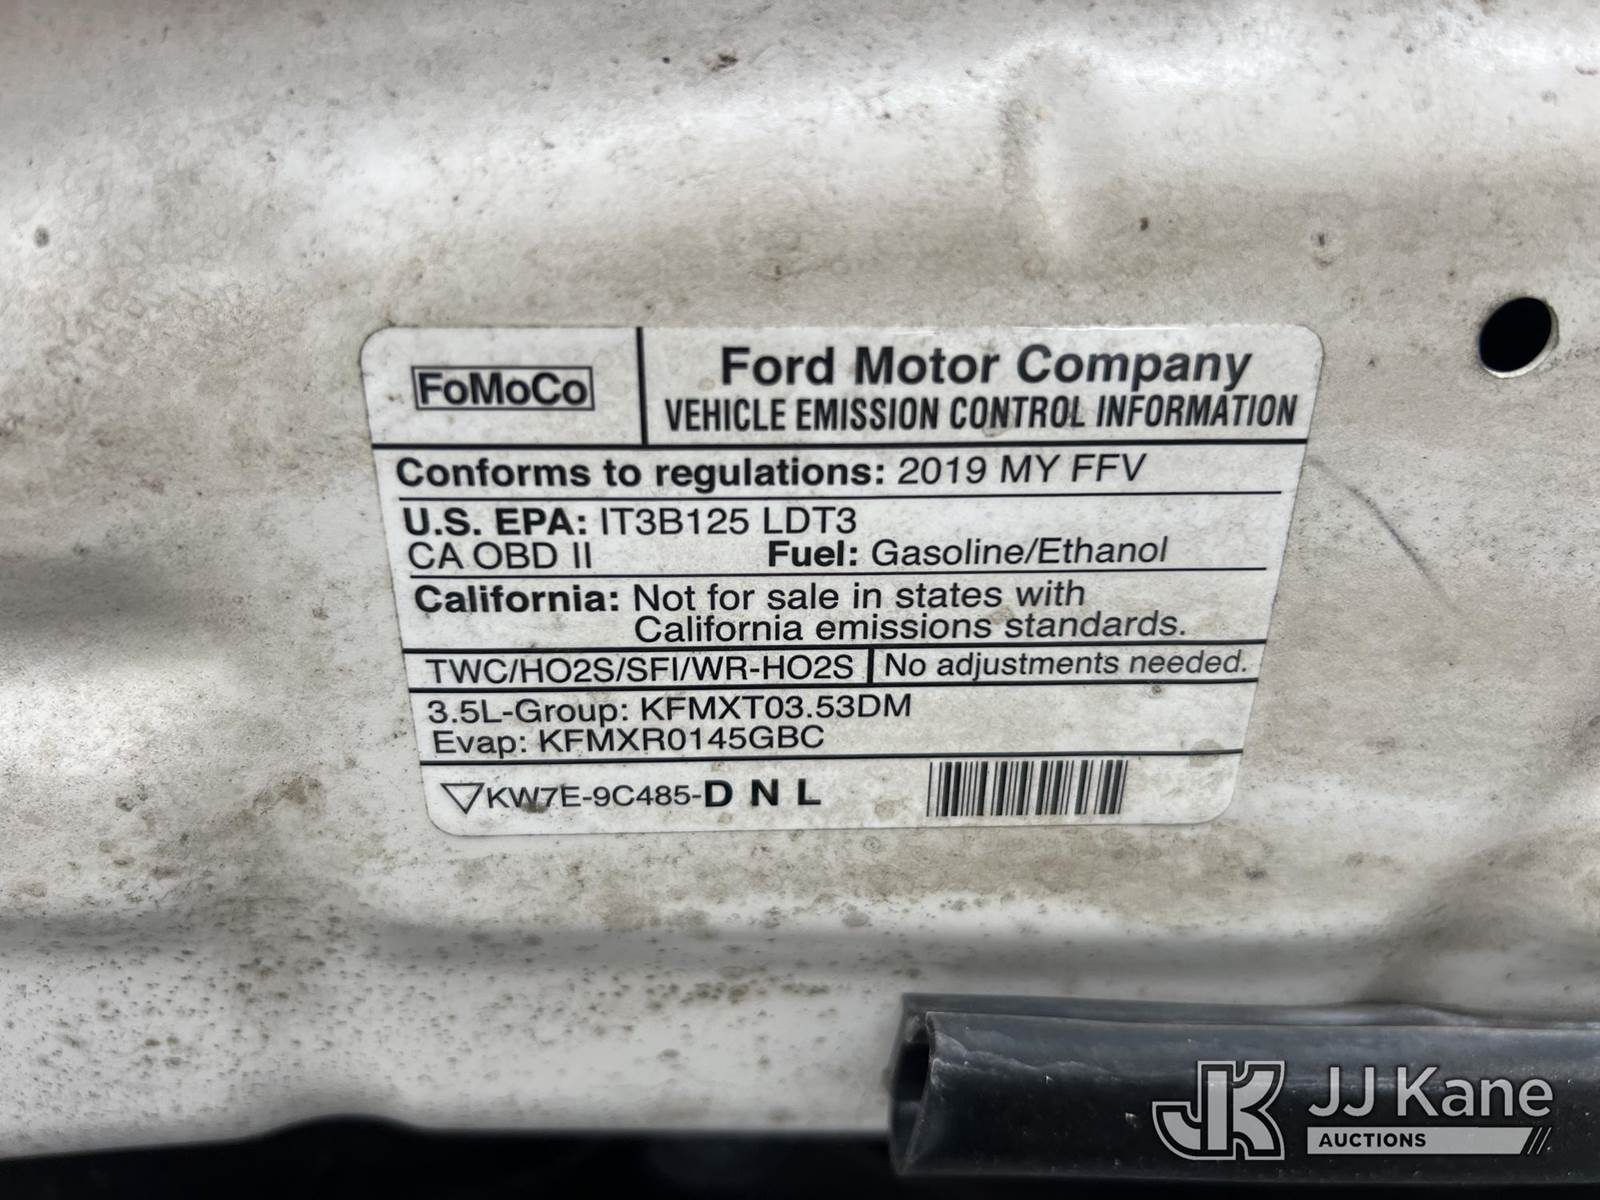 FoMoCo
Ford Motor Company
VEHICLE EMISSION CONTROL INFORMATION
Conforms to regulations: 2019 MY FFV
U.S. EPA: IT3B125 LDT3
CA OBD II Fuel: Gasoline/Ethanol
California: Not for sale in states with
California emissions standards.
TWC/HO2S/SFI/WR-HO2S No adjustments needed.
3.5L-Group: KFMXT03.53DM
Evap: KFMXR0145GBC
KW7E-9C485-D N L
JK JJ Kane
AUCTIONS